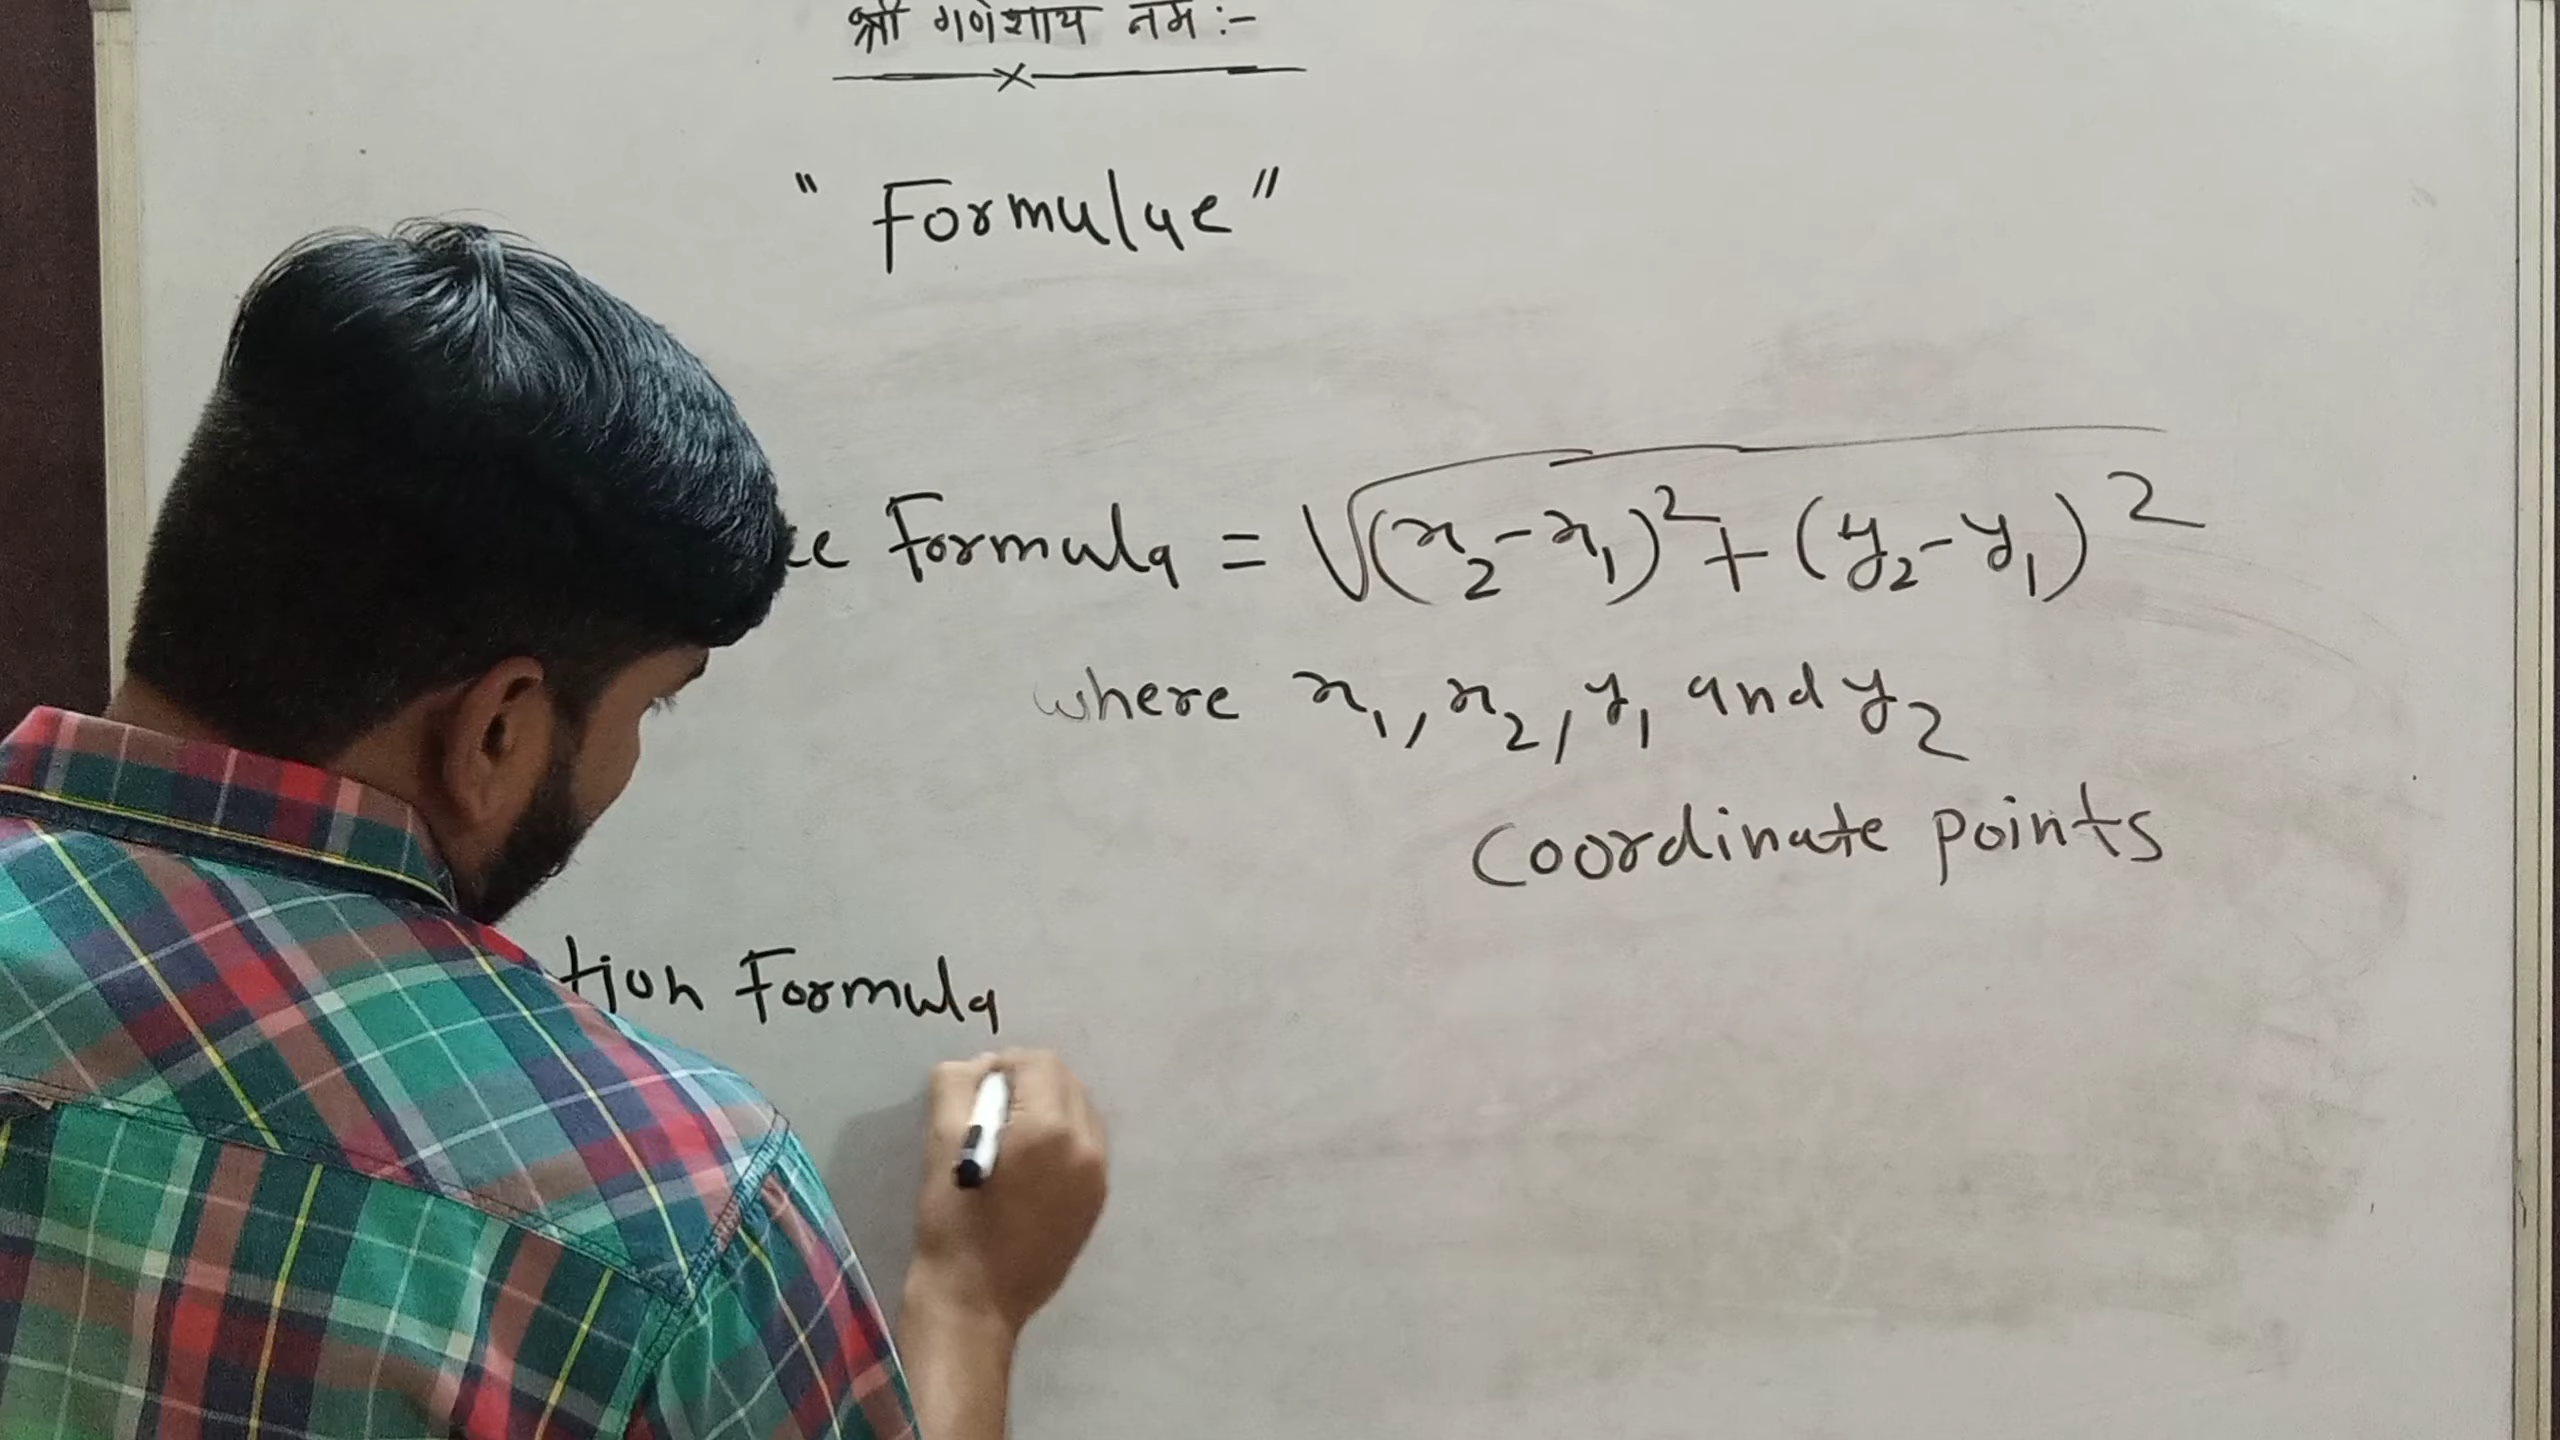 श्री गणेशाय नम :-
" Formulae "
ce Formula = √(x₂-x₁)²+(y₂-y₁)²
where x₁, x₂, y₁ and y₂
Coordinate points
tion Formula